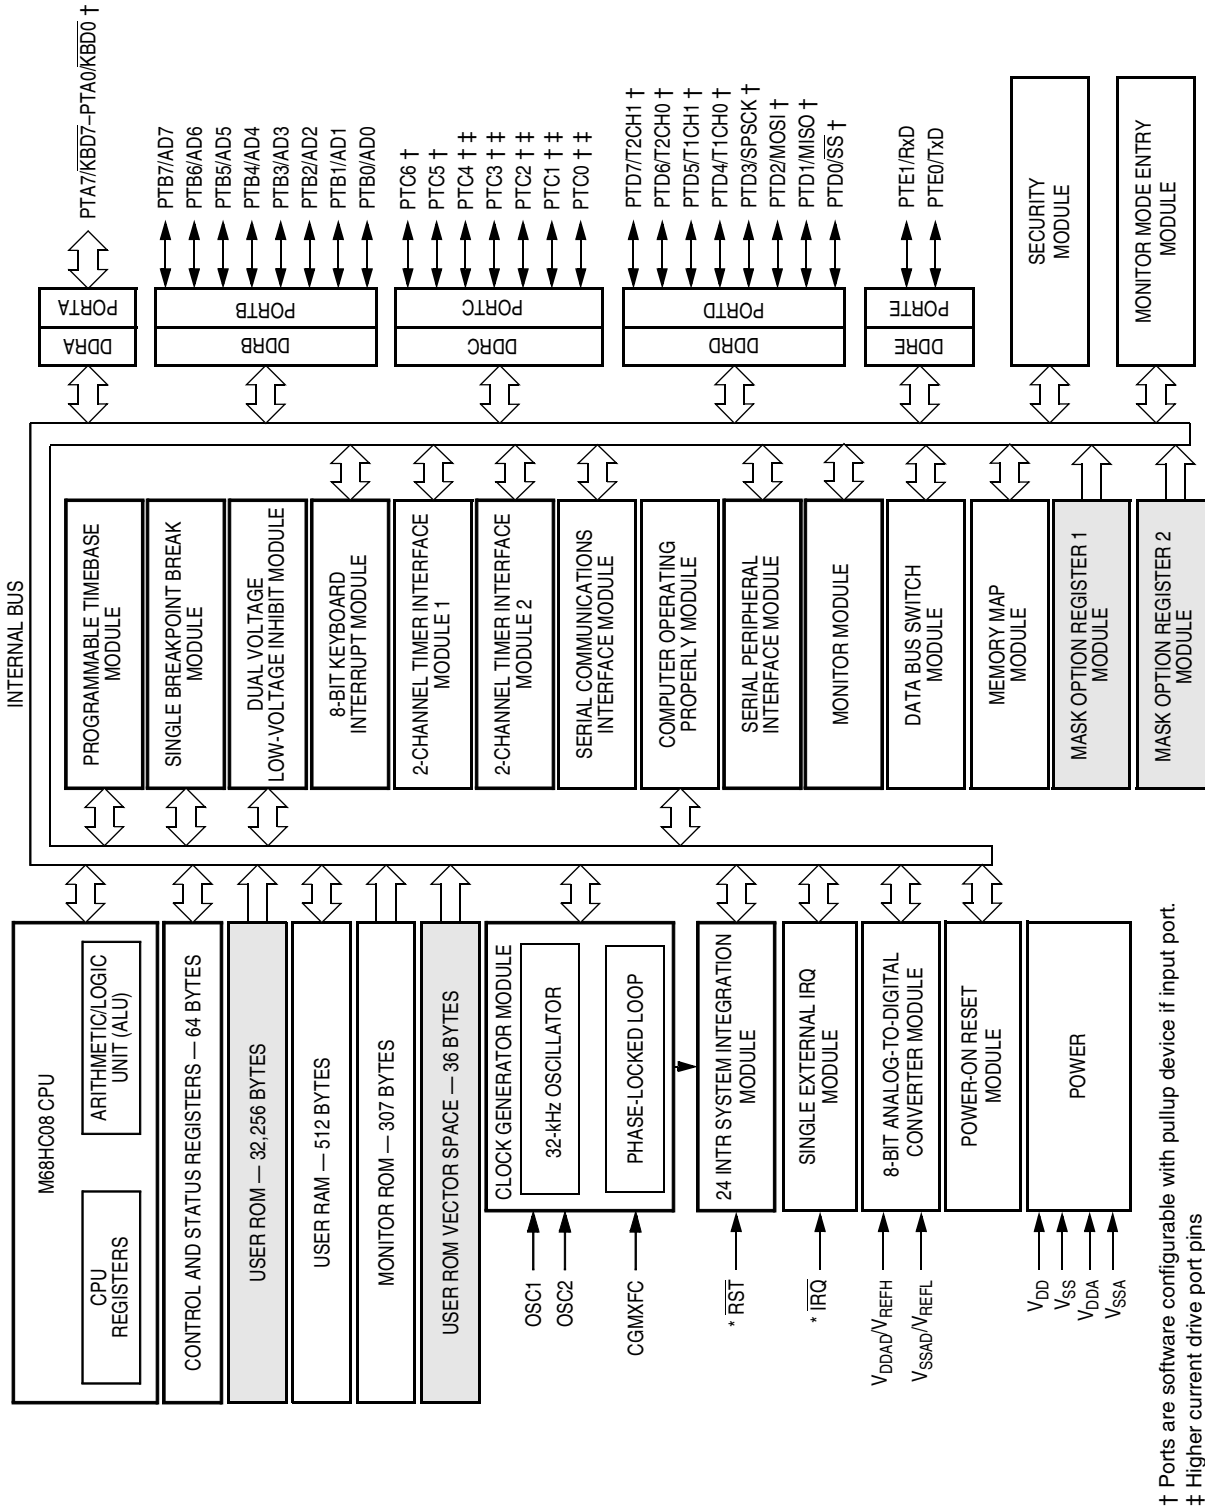 INTERNAL BUS
M68HC08 CPU
CPU
REGISTERS
ARITHMETIC/LOGIC
UNIT (ALU)
CONTROL AND STATUS REGISTERS — 64 BYTES
USER ROM — 32,256 BYTES
USER RAM — 512 BYTES
MONITOR ROM — 307 BYTES
USER ROM VECTOR SPACE — 36 BYTES
OSC1
OSC2
CGMXFC
CLOCK GENERATOR MODULE
32-kHz OSCILLATOR
PHASE-LOCKED LOOP
* RST
24 INTR SYSTEM INTEGRATION
MODULE
* IRQ
SINGLE EXTERNAL IRQ
MODULE
VDDAD/VREFH
VSSAD/VREFL
8-BIT ANALOG-TO-DIGITAL
CONVERTER MODULE
POWER-ON RESET
MODULE
VDD
VSS
VDDA
VSSA
POWER
PROGRAMMABLE TIMEBASE
MODULE
SINGLE BREAKPOINT BREAK
MODULE
DUAL VOLTAGE
LOW-VOLTAGE INHIBIT MODULE
8-BIT KEYBOARD
INTERRUPT MODULE
2-CHANNEL TIMER INTERFACE
MODULE 1
2-CHANNEL TIMER INTERFACE
MODULE 2
SERIAL COMMUNICATIONS
INTERFACE MODULE
COMPUTER OPERATING
PROPERLY MODULE
SERIAL PERIPHERAL
INTERFACE MODULE
MONITOR MODULE
DATA BUS SWITCH
MODULE
MEMORY MAP
MODULE
MASK OPTION REGISTER 1
MODULE
MASK OPTION REGISTER 2
MODULE
DDRA
PORTA
PTA7/KBD7–PTA0/KBD0 †
DDRB
PORTB
PTB7/AD7
PTB6/AD6
PTB5/AD5
PTB4/AD4
PTB3/AD3
PTB2/AD2
PTB1/AD1
PTB0/AD0
DDRC
PORTC
PTC6 †
PTC5 †
PTC4 † ‡
PTC3 † ‡
PTC2 † ‡
PTC1 † ‡
PTC0 † ‡
DDRD
PORTD
PTD7/T2CH1 †
PTD6/T2CH0 †
PTD5/T1CH1 †
PTD4/T1CH0 †
PTD3/SPSCK †
PTD2/MOSI †
PTD1/MISO †
PTD0/SS †
DDRE
PORTE
PTE1/RxD
PTE0/TxD
SECURITY
MODULE
MONITOR MODE ENTRY
MODULE
† Ports are software configurable with pullup device if input port.
‡ Higher current drive port pins